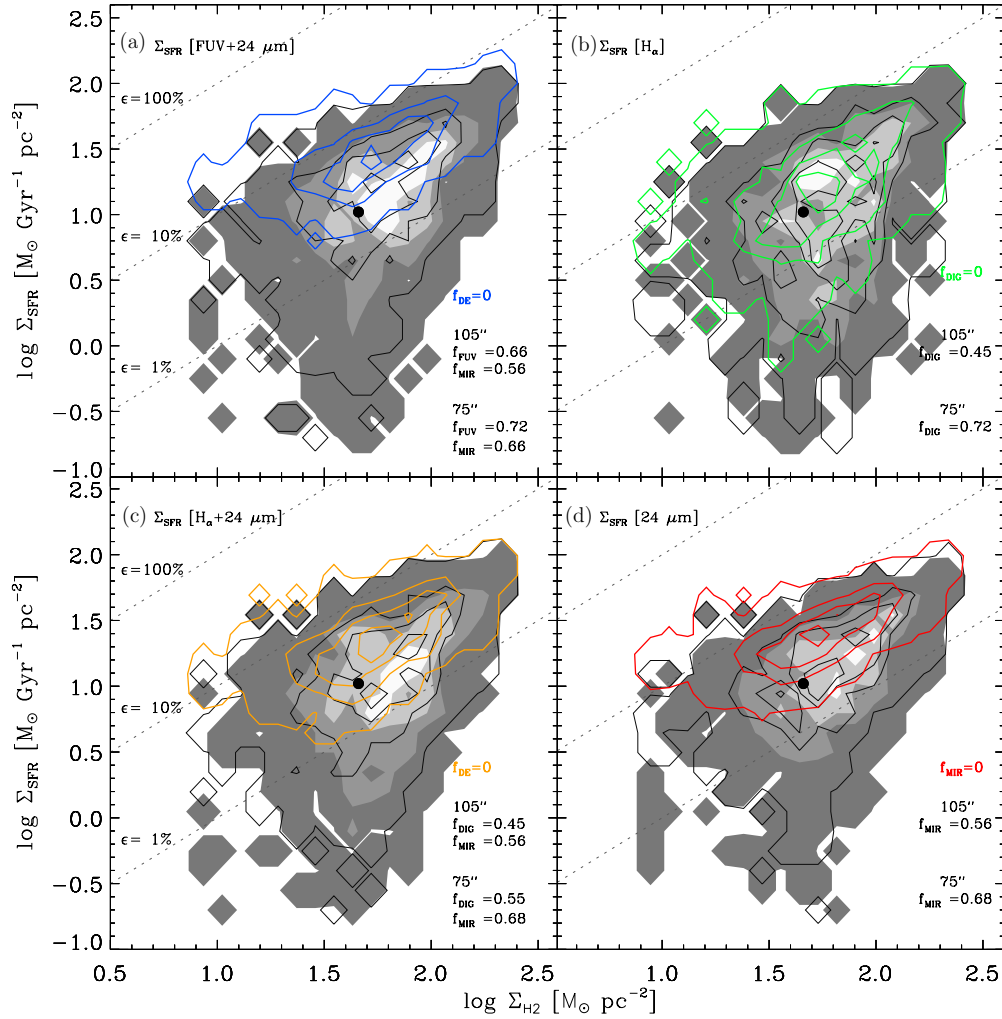 (a) Σ_SFR [FUV+24 μm]
ε=100%
ε= 10%
ε= 1%
f_DE=0
105″
f_FUV =0.66
f_MIR =0.56
75″
f_FUV =0.72
f_MIR =0.66
2.5
2.0
1.5
1.0
0.5
0.0
−0.5
−1.0
log Σ_SFR [M_⊙ Gyr⁻¹ pc⁻²]
(b) Σ_SFR [H_α]
f_DIG=0
105″
f_DIG =0.45
75″
f_DIG =0.72
(c) Σ_SFR [H_α+24 μm]
ε=100%
ε= 10%
ε= 1%
f_DE=0
105″
f_DIG =0.45
f_MIR =0.56
75″
f_DIG =0.55
f_MIR =0.68
2.5
2.0
1.5
1.0
0.5
0.0
−0.5
−1.0
log Σ_SFR [M_⊙ Gyr⁻¹ pc⁻²]
(d) Σ_SFR [24 μm]
f_MIR=0
105″
f_MIR =0.56
75″
f_MIR =0.68
0.5 1.0 1.5 2.0 2.5
1.0 1.5 2.0 2.5
log Σ_H2 [M_⊙ pc⁻²]